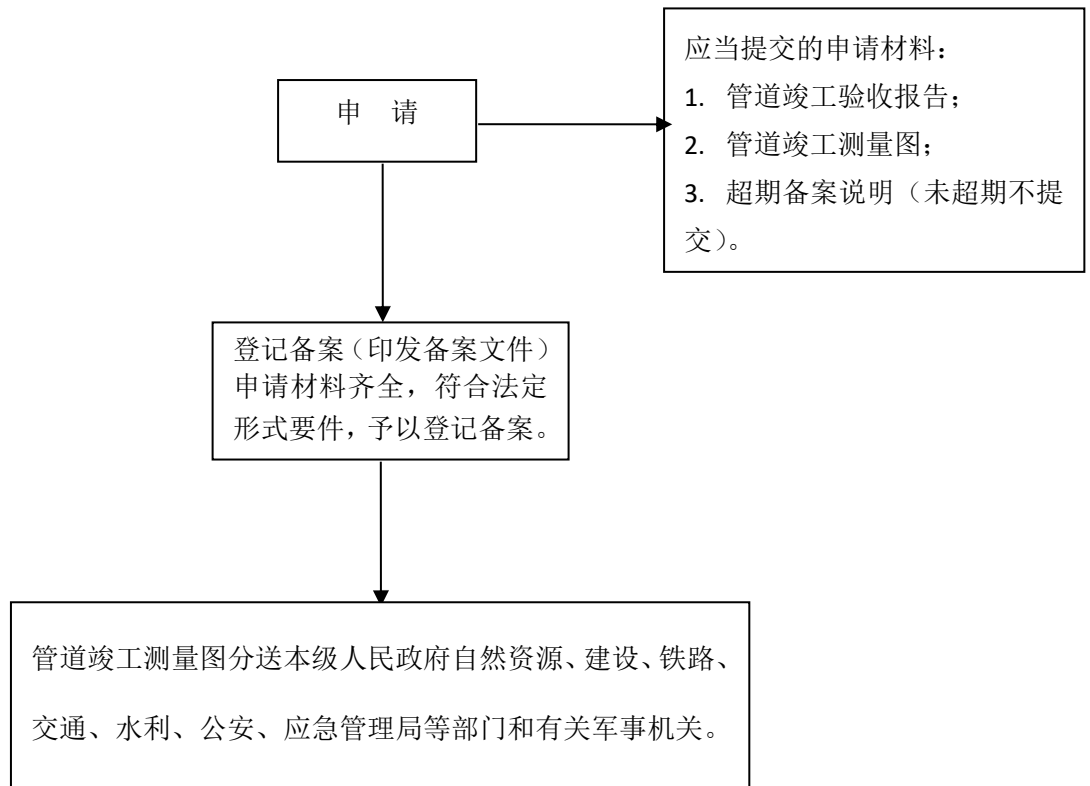 申 请
应当提交的申请材料：
1. 管道竣工验收报告；
2. 管道竣工测量图；
3. 超期备案说明（未超期不提
交）。
登记备案（印发备案文件）
申请材料齐全，符合法定
形式要件，予以登记备案。
管道竣工测量图分送本级人民政府自然资源、建设、铁路、
交通、水利、公安、应急管理局等部门和有关军事机关。